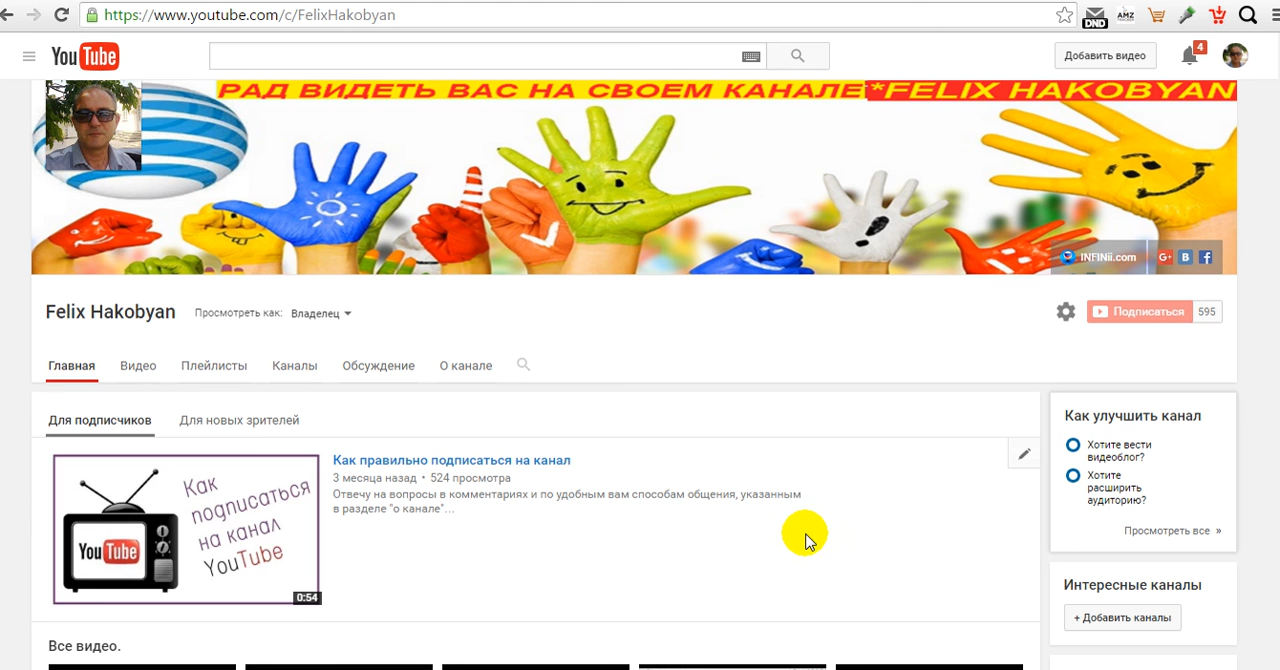 https://www.youtube.com/c/FelixHakobyan
DND
AMZ
YouTube
Добавить видео
4
РАД ВИДЕТЬ ВАС НА СВОЕМ КАНАЛЕ*FELIX HAKOBYAN
INFINii.com
G+ B f
Felix Hakobyan
Просмотреть как: Владелец
Подписаться 595
Главная Видео Плейлисты Каналы Обсуждение О канале
Для подписчиков Для новых зрителей
Как
подписаться
на канал
YouTube
YouTube
0:54
Как правильно подписаться на канал
3 месяца назад • 524 просмотра
Отвечу на вопросы в комментариях и по удобным вам способам общения, указанным
в разделе "о канале"...
Как улучшить канал
Хотите вести
видеоблог?
Хотите
расширить
аудиторию?
Просмотреть все »
Интересные каналы
+ Добавить каналы
Все видео.